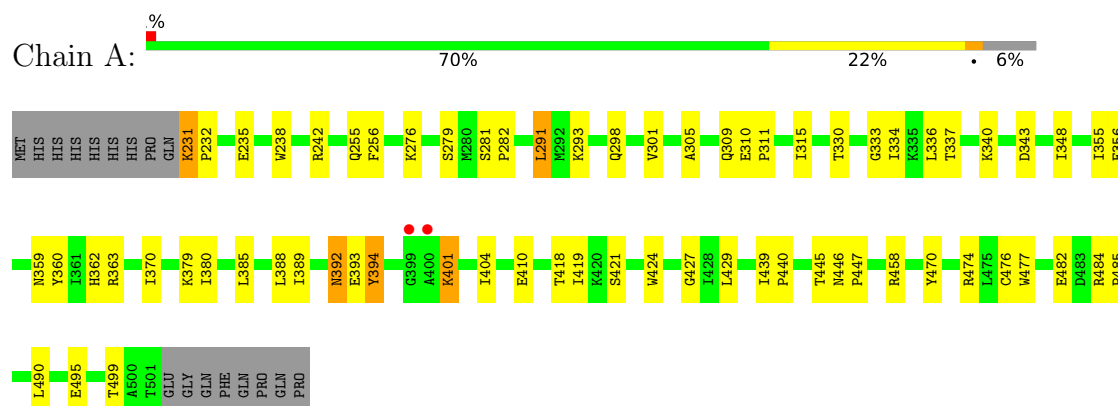 Chain A:
.%
70%
22%
•
6%
MET HIS HIS HIS HIS HIS HIS PRO GLN K231 P232 E235 W238 R242 Q255 F256 K276 S279 M280 S281 P282 L291 M292 K293 Q298 V301 A305 Q309 E310 P311 I315 T330 G333 I334 K335 L336 T337 K340 D343 I348 I355
N359 Y360 I361 H362 R363 I370 K379 I380 L385 L388 I389 N392 E393 Y394 G399 A400 K401 I404 E410 T418 I419 K420 S421 W424 G427 I428 L429 I439 P440 T445 N446 P447 R458 Y470 R474 L475 C476 W477 E482 D483 R484
L490 E495 T499 A500 T501 GLU GLY GLN PHE GLN PRO GLN PRO